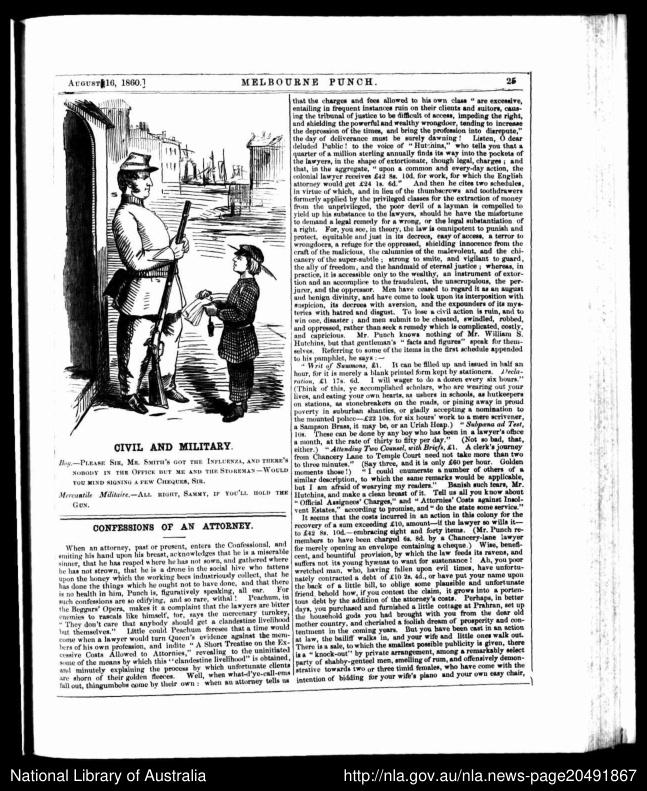 AUGUST 16, 1860.]
MELBOURNE PUNCH.
25
CIVIL AND MILITARY.
Boy.—PLEASE SIR, MR. SMITH'S GOT THE INFLUENZA, AND THERE'S
NOBODY IN THE OFFICE BUT ME AND THE STOREMAN—WOULD
YOU MIND SIGNING A FEW CHEQUES, SIR.
Mercantile Militaire.—ALL RIGHT, SAMMY, IF YOU'LL HOLD THE
GUN.
CONFESSIONS OF AN ATTORNEY.
When an attorney, past or present, enters the Confessional, and
smiting his hand upon his breast, acknowledges that he is a miserable
sinner, that he has reaped where he has not sown, and gathered where
he has not strown, that he is a drone in the social hive who battens
upon the honey which the working bees industriously collect, that he
has done the things which he ought not to have done, and that there
is no health in him, Punch is, figuratively speaking, all ear. For
such confessions are so edifying, and so rare, withal! Peachum, in
the Beggars' Opera, makes it a complaint that the lawyers are bitter
enemies to rascals like himself, for, says the mercenary turnkey,
"They don't care that anybody should get a clandestine livelihood
but themselves." Little could Peachum foresee that a time would
come when a lawyer would turn Queen's evidence against the mem-
bers of his own profession, and indite "A Short Treatise on the Ex-
cessive Costs Allowed to Attornies," revealing to the uninitiated
some of the means by which this "clandestine livelihood" is obtained,
and minutely explaining the process by which unfortunate clients
are shorn of their golden fleeces. Well, when what-d'ye-call-ems
fall out, thingumbobs come by their own: when an attorney tells us
that the charges and fees allowed to his own class "are excessive,
entailing in frequent instances ruin on their clients and suitors, caus-
ing the tribunal of justice to be difficult of access, impeding the right,
and shielding the powerful and wealthy wrongdoer, tending to increase
the depression of the times, and bring the profession into disrepute,"
the day of deliverance must be surely dawning! Listen, O dear
deluded Public! to the voice of "Hutchins," who tells you that a
quarter of a million sterling annually finds its way into the pockets of
the lawyers, in the shape of extortionate, though legal, charges; and
that, in the aggregate, "upon a common and every-day action, the
colonial lawyer receives £42 8s. 10d. for work, for which the English
attorney would get £24 1s. 6d." And then he cites two schedules,
in virtue of which, and in lieu of the thumbscrews and toothdrawers
formerly applied by the privileged classes for the extraction of money
from the unprivileged, the poor devil of a layman is compelled to
yield up his substance to the lawyers, should he have the misfortune
to demand a legal remedy for a wrong, or the legal substantiation of
a right. For, you see, in theory, the law is omnipotent to punish and
protect, equitable and just in its decrees, easy of access, a terror to
wrongdoers, a refuge for the oppressed, shielding innocence from the
craft of the malicious, the calumnies of the malevolent, and the chi-
canery of the super-subtle; strong to smite, and vigilant to guard,
the ally of freedom, and the handmaid of eternal justice; whereas, in
practice, it is accessible only to the wealthy, an instrument of extor-
tion and an accomplice to the fraudulent, the unscrupulous, the per-
jurer, and the oppressor. Men have ceased to regard it as an august
and benign divinity, and have come to look upon its interposition with
suspicion, its decrees with aversion, and the expounders of its mys-
teries with hatred and disgust. To lose a civil action is ruin, and to
win one, disaster; and men submit to be cheated, swindled, robbed,
and oppressed, rather than seek a remedy which is complicated, costly,
and capricious. Mr. Punch knows nothing of Mr. William S.
Hutchins, but that gentleman's "facts and figures" speak for them-
selves. Referring to some of the items in the first schedule appended
to his pamphlet, he says:—
"Writ of Summons, £1. It can be filled up and issued in half an
hour, for it is merely a blank printed form kept by stationers. Decla-
ration, £1 17s. 6d. I will wager to do a dozen every six hours."
(Think of this, ye accomplished scholars, who are wearing out your
lives, and eating your own hearts, as ushers in schools, as hutkeepers
on stations, as stonebreakers on the roads, or pining away in proud
poverty in suburban shanties, or gladly accepting a nomination to
the mounted police—£22 10s. for six hours' work to a mere scrivener,
a Sampson Brass, it may be, or an Uriah Heep.) "Subpæna ad Test,
10s. These can be done by any boy who has been in a lawyer's office
a month, at the rate of thirty to fifty per day." (Not so bad, that,
either.) "Attending Two Counsel, with Briefs, £1. A clerk's journey
from Chancery Lane to Temple Court need not take more than two
to three minutes." (Say three, and it is only £60 per hour. Golden
moments those!) "I could enumerate a number of others of a
similar description, to which the same remarks would be applicable,
but I am afraid of wearying my readers." Banish such fears, Mr.
Hutchins, and make a clean breast of it. Tell us all you know about
"Official Assignees' Charges," and "Attornies' Costs against Insol-
vent Estates," according to promise, and "do the state some service."
It seems that the costs incurred in an action in this colony for the
recovery of a sum exceeding £10, amount—if the lawyer so wills it—
to £42 8s. 10d.—embracing eight and forty items. (Mr. Punch re-
members to have been charged 6s. 8d. by a Chancery-lane lawyer
for merely opening an envelope containing a cheque.) Wise, benefi-
cent, and bountiful provision, by which the law feeds its ravens, and
suffers not its young hymans to want for sustenance! Ah, you poor
wretched man, who, having fallen upon evil times, have unfortu-
nately contracted a debt of £10 2s. 4d., or have put your name upon
the back of a little bill, to oblige some plausible and unfortunate
friend, behold how, if you contest the claim, it grows into a porten-
tous debt by the addition of the attorney's costs. Perhaps, in better
days, you purchased and furnished a little cottage at Prahran, set up
the household gods you had brought with you from the dear old
mother country, and cherished a foolish dream of prosperity and con-
tentment in the coming years. But you have been cast in an action
at law, the bailiff walks in, and your wife and little ones walk out.
There is a sale, to which the smallest possible publicity is given, there
is a "knock-out" by private arrangement, among a remarkably select
party of shabby-genteel men, smelling of rum, and offensively demon-
strative towards two or three timid females, who have come with the
intention of bidding for your wife's piano and your own easy chair,
National Library of Australia
http://nla.gov.au/nla.news-page20491867